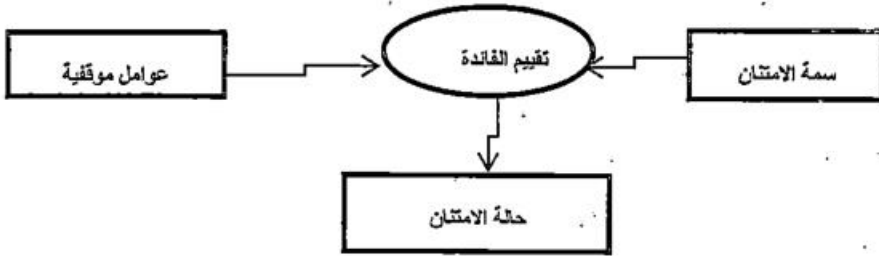 تقييم الفائدة
سمة الامتنان
عوامل موقفية
حالة الامتنان